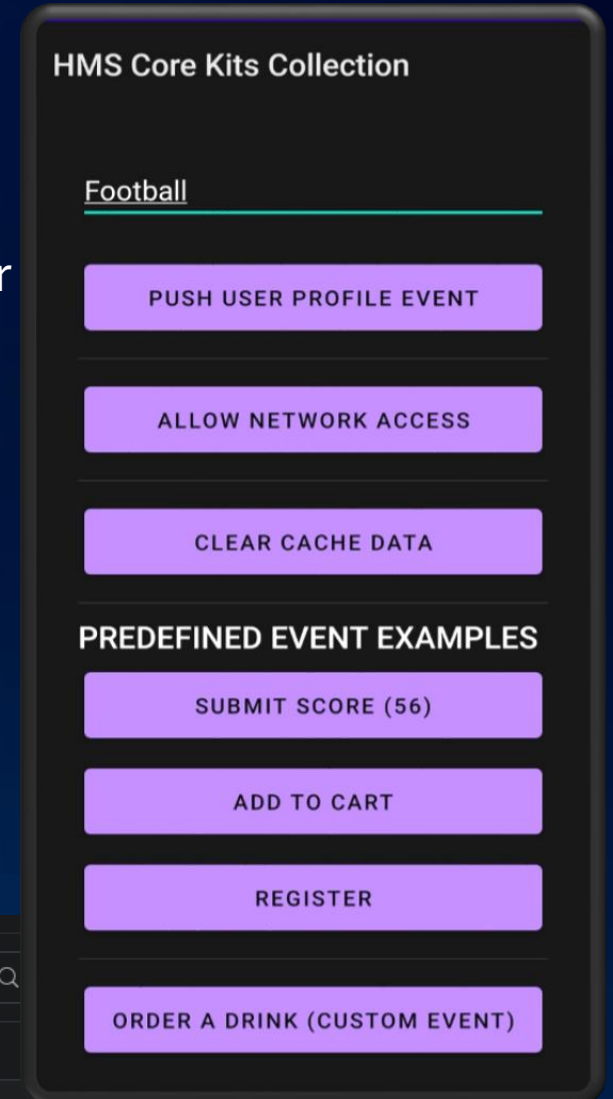 HMS Core Kits Collection
Football
r
PUSH USER PROFILE EVENT
ALLOW NETWORK ACCESS
CLEAR CACHE DATA
PREDEFINED EVENT EXAMPLES
SUBMIT SCORE (56)
ADD TO CART
REGISTER
ORDER A DRINK (CUSTOM EVENT)